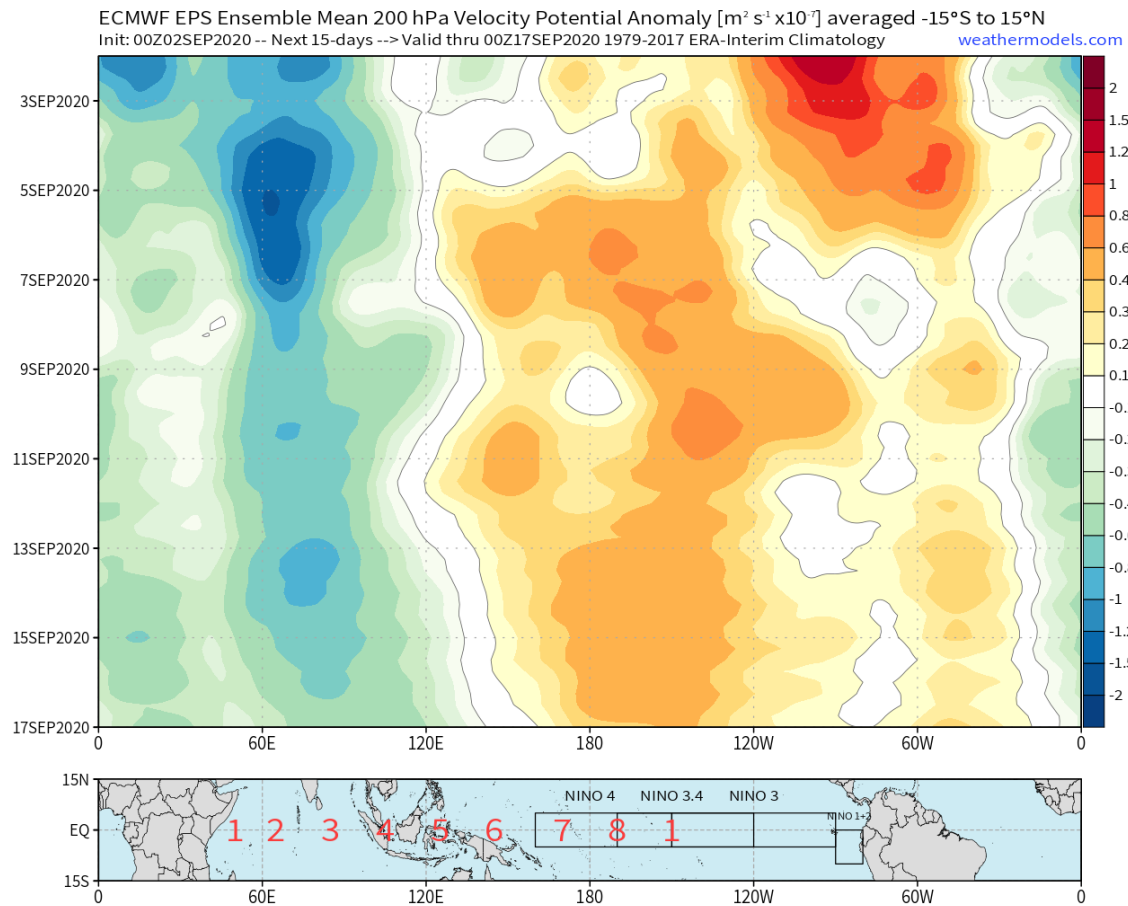 ECMWF EPS Ensemble Mean 200 hPa Velocity Potential Anomaly [m² s⁻¹ x10⁻⁷] averaged -15°S to 15°N
Init: 00Z02SEP2020 -- Next 15-days --> Valid thru 00Z17SEP2020 1979-2017 ERA-Interim Climatology
weathermodels.com
3SEP2020
5SEP2020
7SEP2020
9SEP2020
11SEP2020
13SEP2020
15SEP2020
17SEP2020
0 60E 120E 180 120W 60W 0
2
1.5
1.2
1
0.8
0.6
0.4
0.3
0.2
0.1
-1
-1.5
-2
15N
EQ
15S
NINO 4 NINO 3.4 NINO 3
NINO 1+2
1 2 3 4 5 6 7 8 1
0 60E 120E 180 120W 60W 0